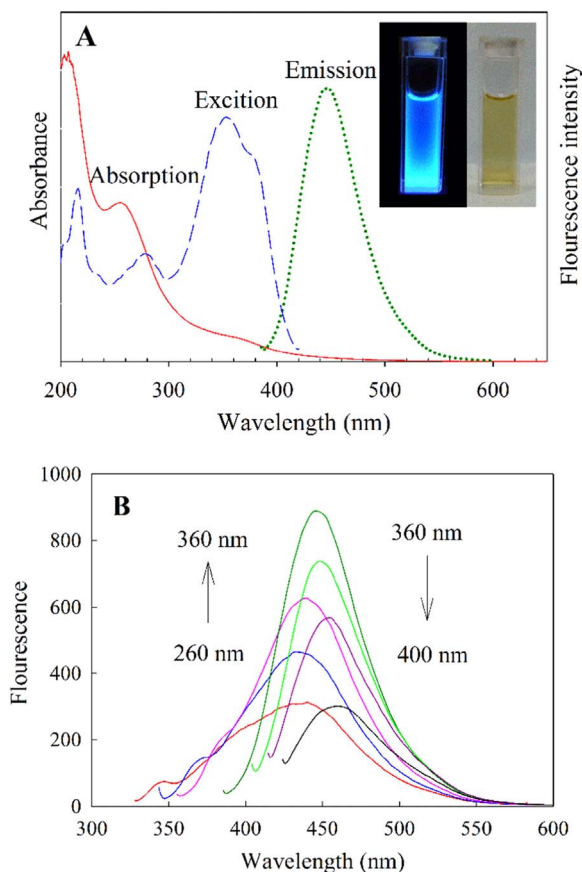 A
Emission
Excition
Absorption
Absorbance
Flourescence intensity
200
300
400
500
600
Wavelength (nm)
B
1000
800
600
400
200
0
360 nm
260 nm
360 nm
400 nm
Flourescence
300
350
400
450
500
550
600
Wavelength (nm)